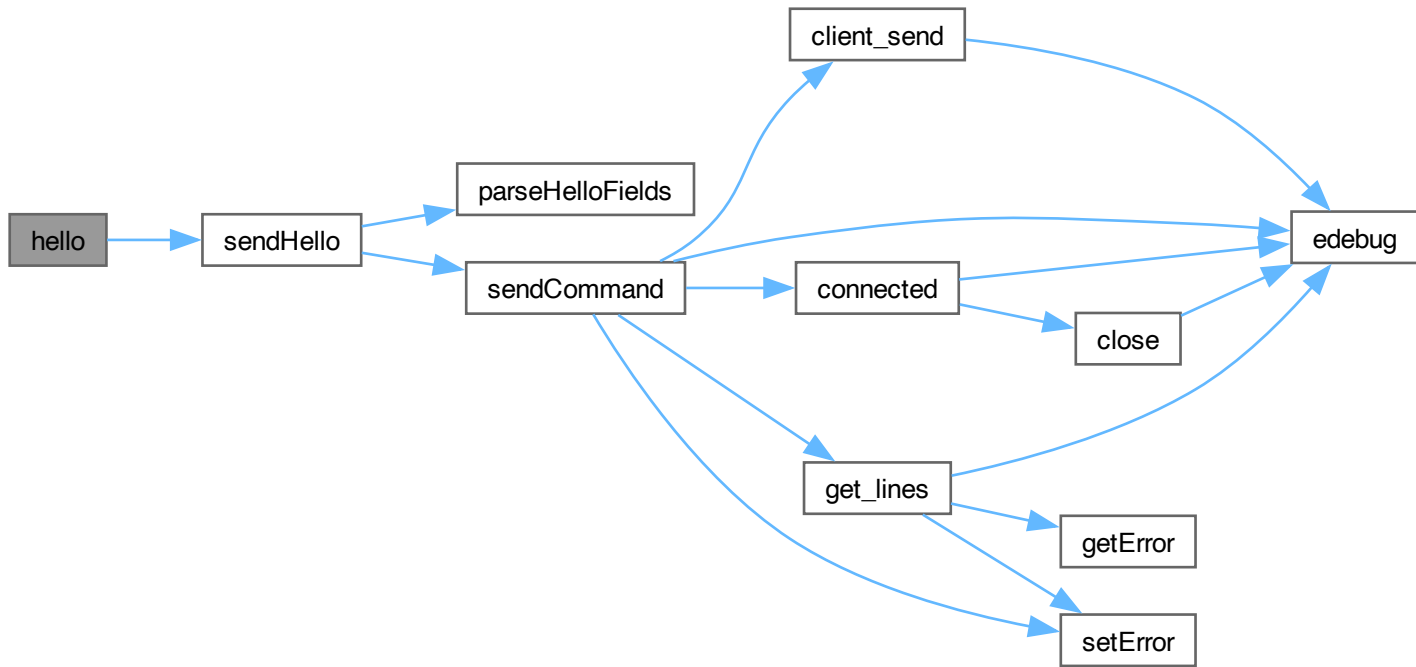 client_send
parseHelloFields
hello
sendHello
edebug
sendCommand
connected
close
get_lines
getError
setError